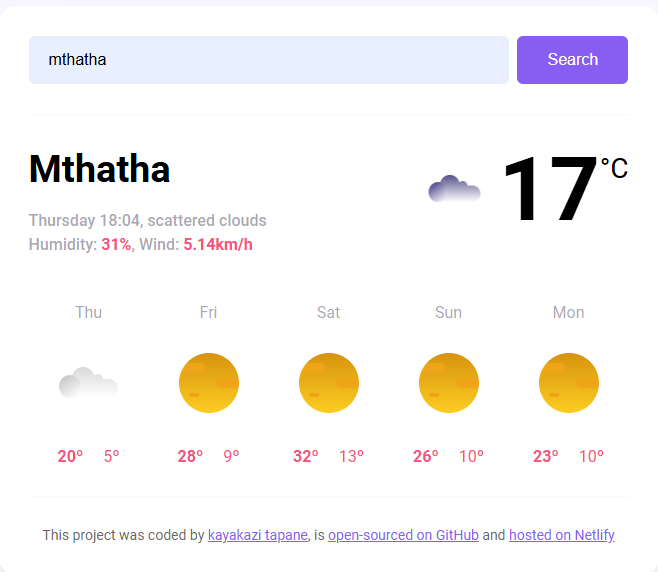 mthatha Search
Mthatha 17°C
Thursday 18:04, scattered clouds
Humidity: 31%, Wind: 5.14km/h
Thu Fri Sat Sun Mon
20° 5° 28° 9° 32° 13° 26° 10° 23° 10°
This project was coded by kayakazi tapane, is open-sourced on GitHub and hosted on Netlify